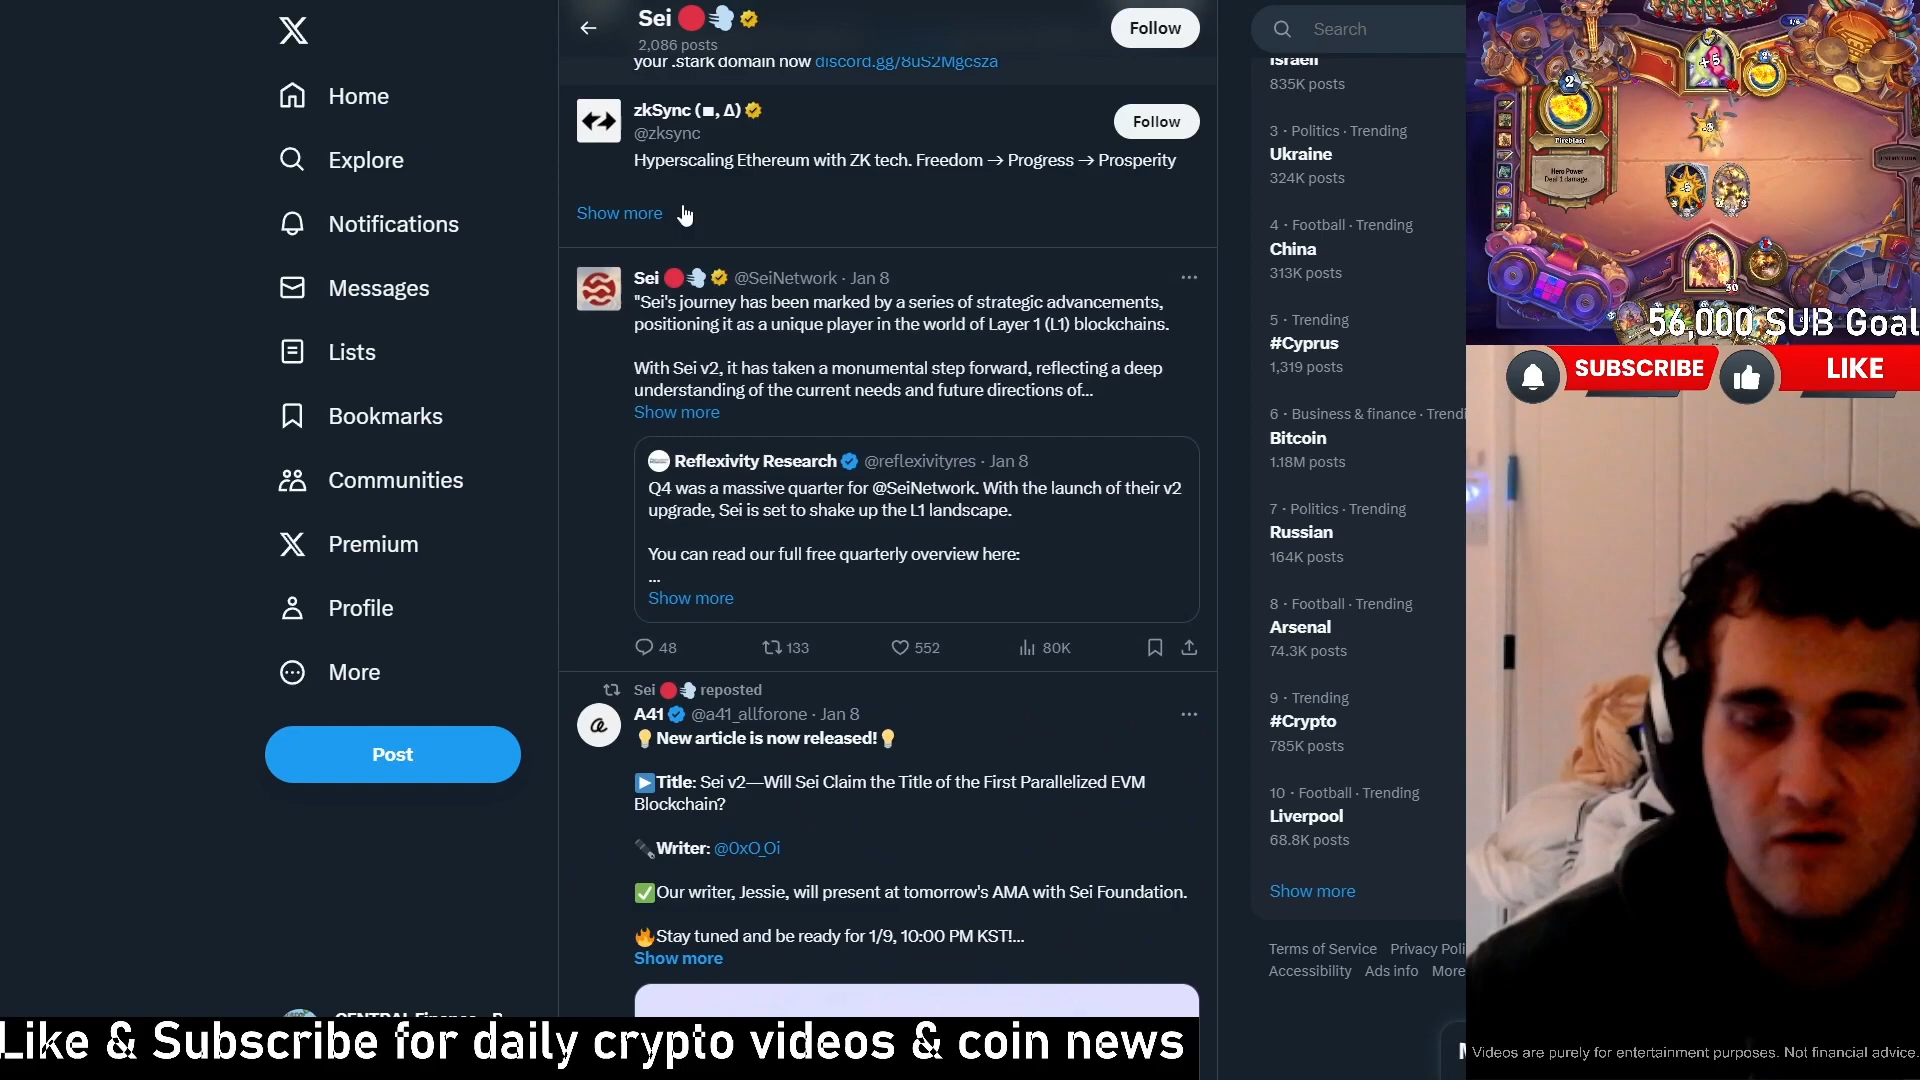 Sei
2,086 posts
Follow
your .stark domain now discord.gg/8uS2Mgcsza
zkSync (■, Δ)
@zksync
Follow
Hyperscaling Ethereum with ZK tech. Freedom → Progress → Prosperity
Show more
Home
Explore
Notifications
Messages
Lists
Bookmarks
Communities
Premium
Profile
More
Post
Sei @SeiNetwork · Jan 8
"Sei's journey has been marked by a series of strategic advancements,
positioning it as a unique player in the world of Layer 1 (L1) blockchains.
With Sei v2, it has taken a monumental step forward, reflecting a deep
understanding of the current needs and future directions of...
Show more
Reflexivity Research @reflexivityres · Jan 8
Q4 was a massive quarter for @SeiNetwork. With the launch of their v2
upgrade, Sei is set to shake up the L1 landscape.
You can read our full free quarterly overview here:
...
Show more
48 133 552 80K
Sei reposted
A41 @a41_allforone · Jan 8
New article is now released!
Title: Sei v2—Will Sei Claim the Title of the First Parallelized EVM
Blockchain?
Writer: @0xO_Oi
Our writer, Jessie, will present at tomorrow's AMA with Sei Foundation.
Stay tuned and be ready for 1/9, 10:00 PM KST!...
Show more
Search
Israeli
835K posts
3 · Politics · Trending
Ukraine
324K posts
4 · Football · Trending
China
313K posts
5 · Trending
#Cyprus
1,319 posts
6 · Business & finance · Trendi
Bitcoin
1.18M posts
7 · Politics · Trending
Russian
164K posts
8 · Football · Trending
Arsenal
74.3K posts
9 · Trending
#Crypto
785K posts
10 · Football · Trending
Liverpool
68.8K posts
Show more
Terms of Service Privacy Poli
Accessibility Ads info More
+5
2
Fireblast
Hero Power
Deal 1 damage.
30
56,000 SUB Goal
SUBSCRIBE
LIKE
Like & Subscribe for daily crypto videos & coin news
Videos are purely for entertainment purposes. Not financial advice.